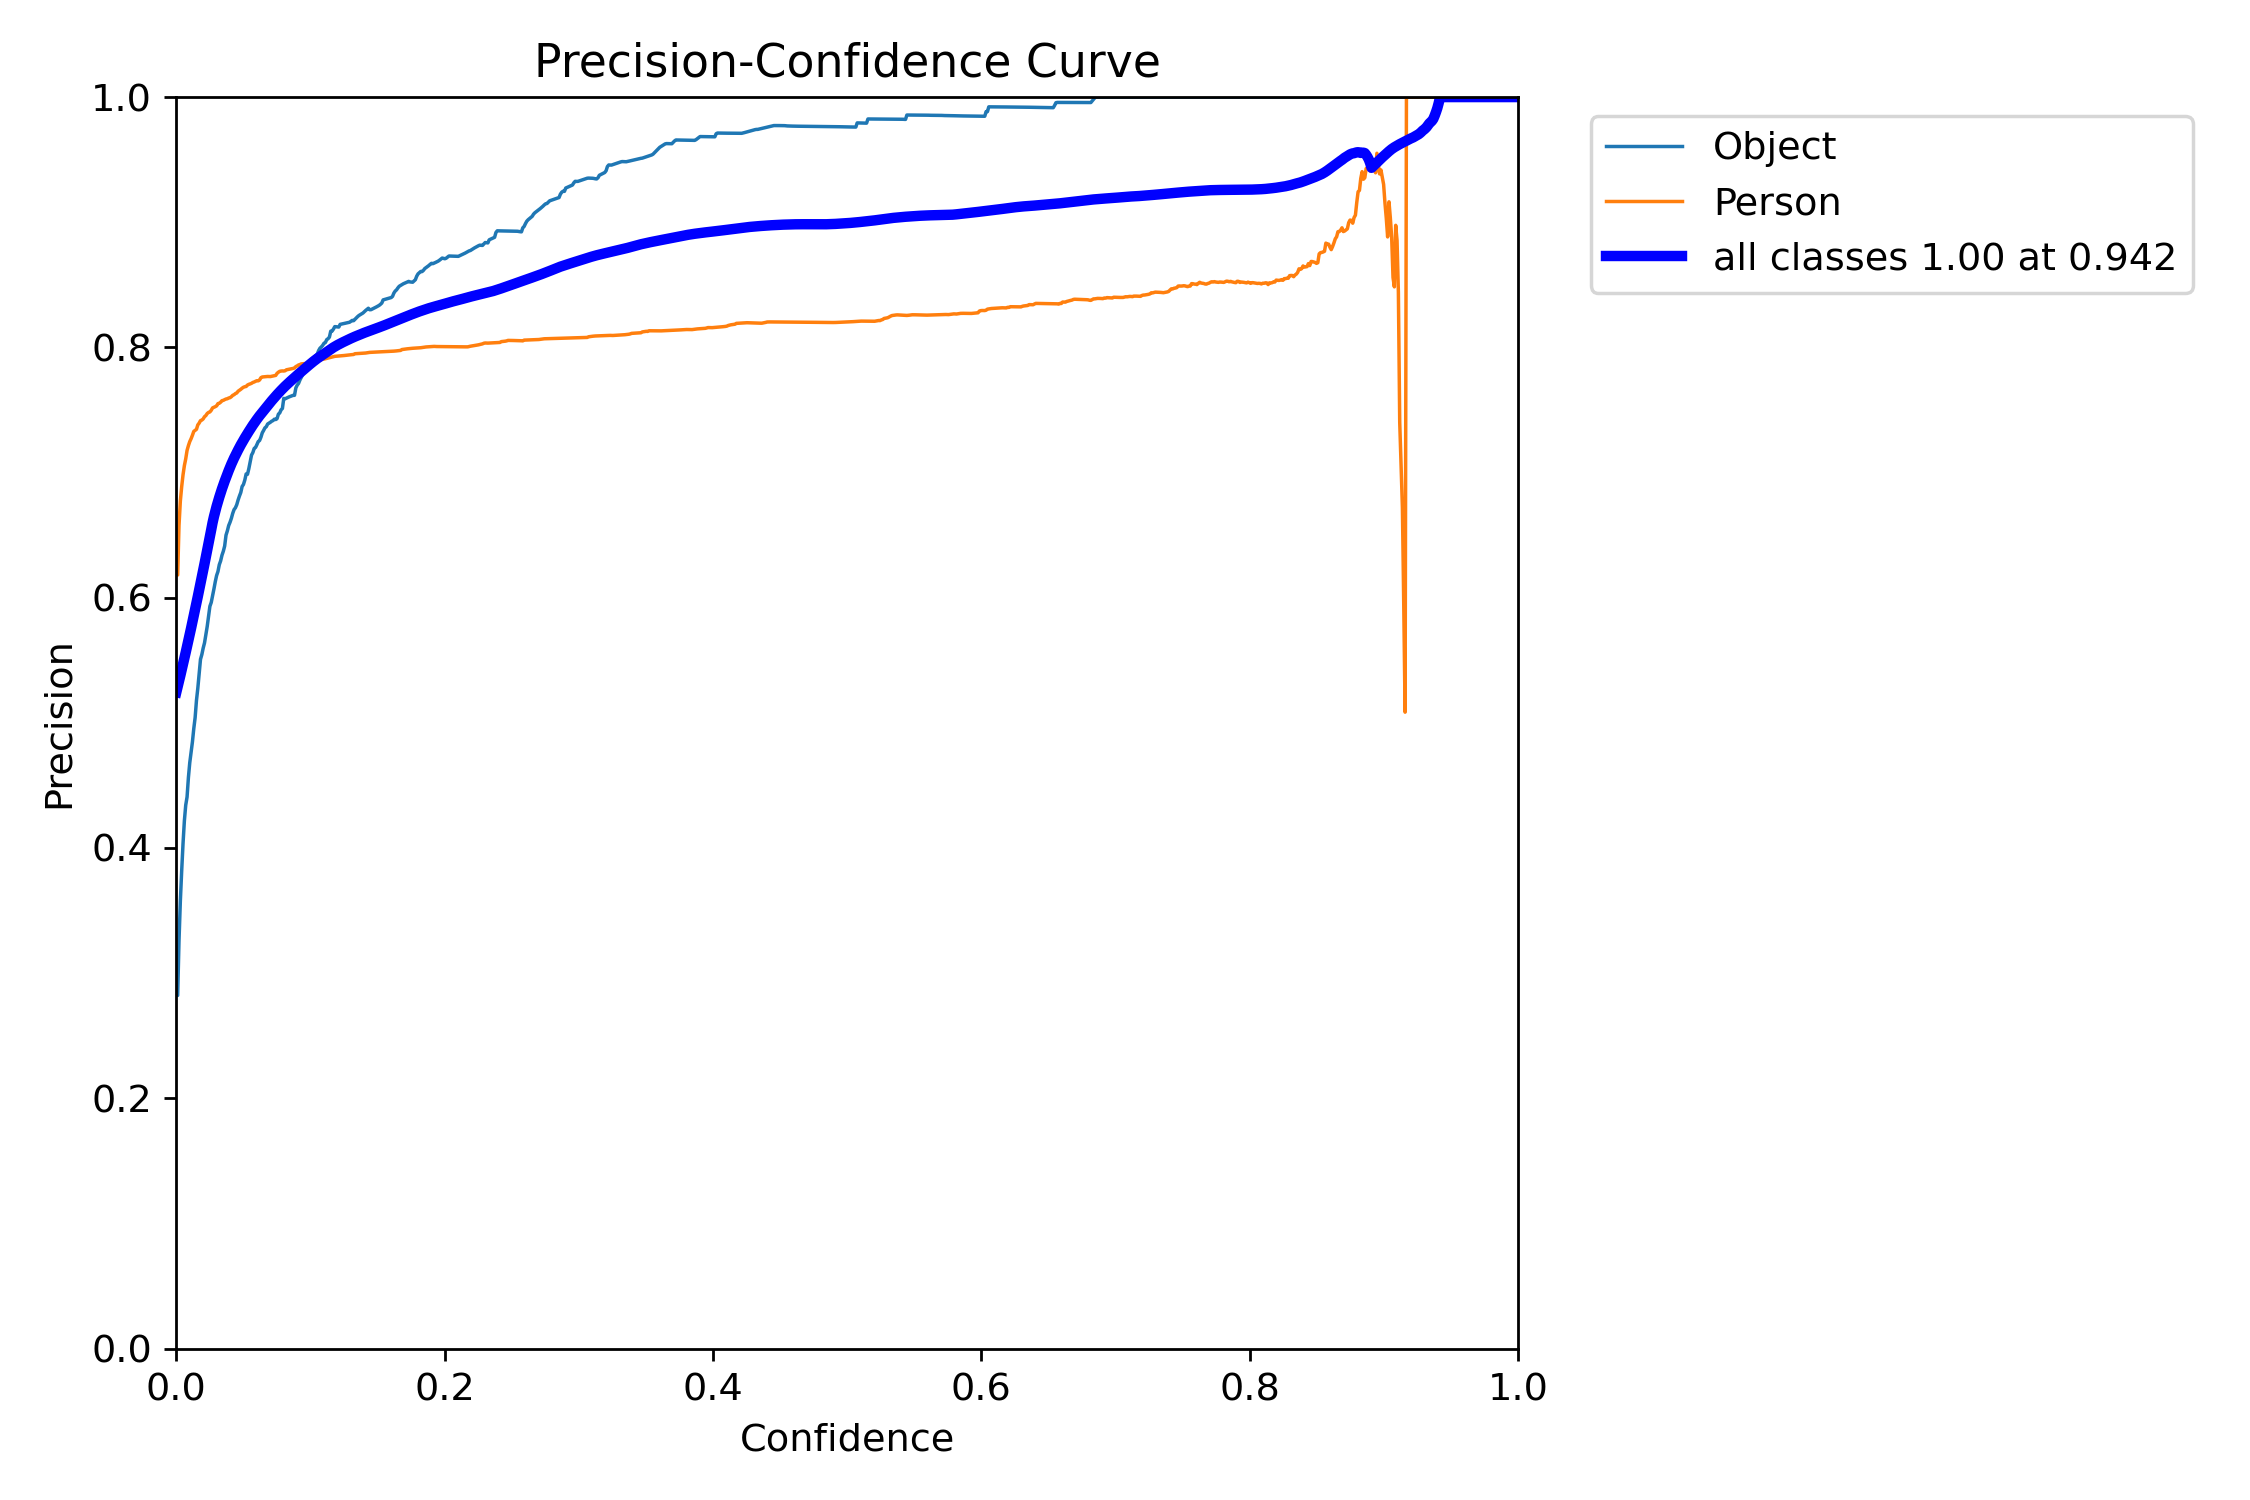 Precision-Confidence Curve
1.0
0.8
0.6
0.4
0.2
0.0
Precision
0.0 0.2 0.4 0.6 0.8 1.0
Confidence
Object
Person
all classes 1.00 at 0.942